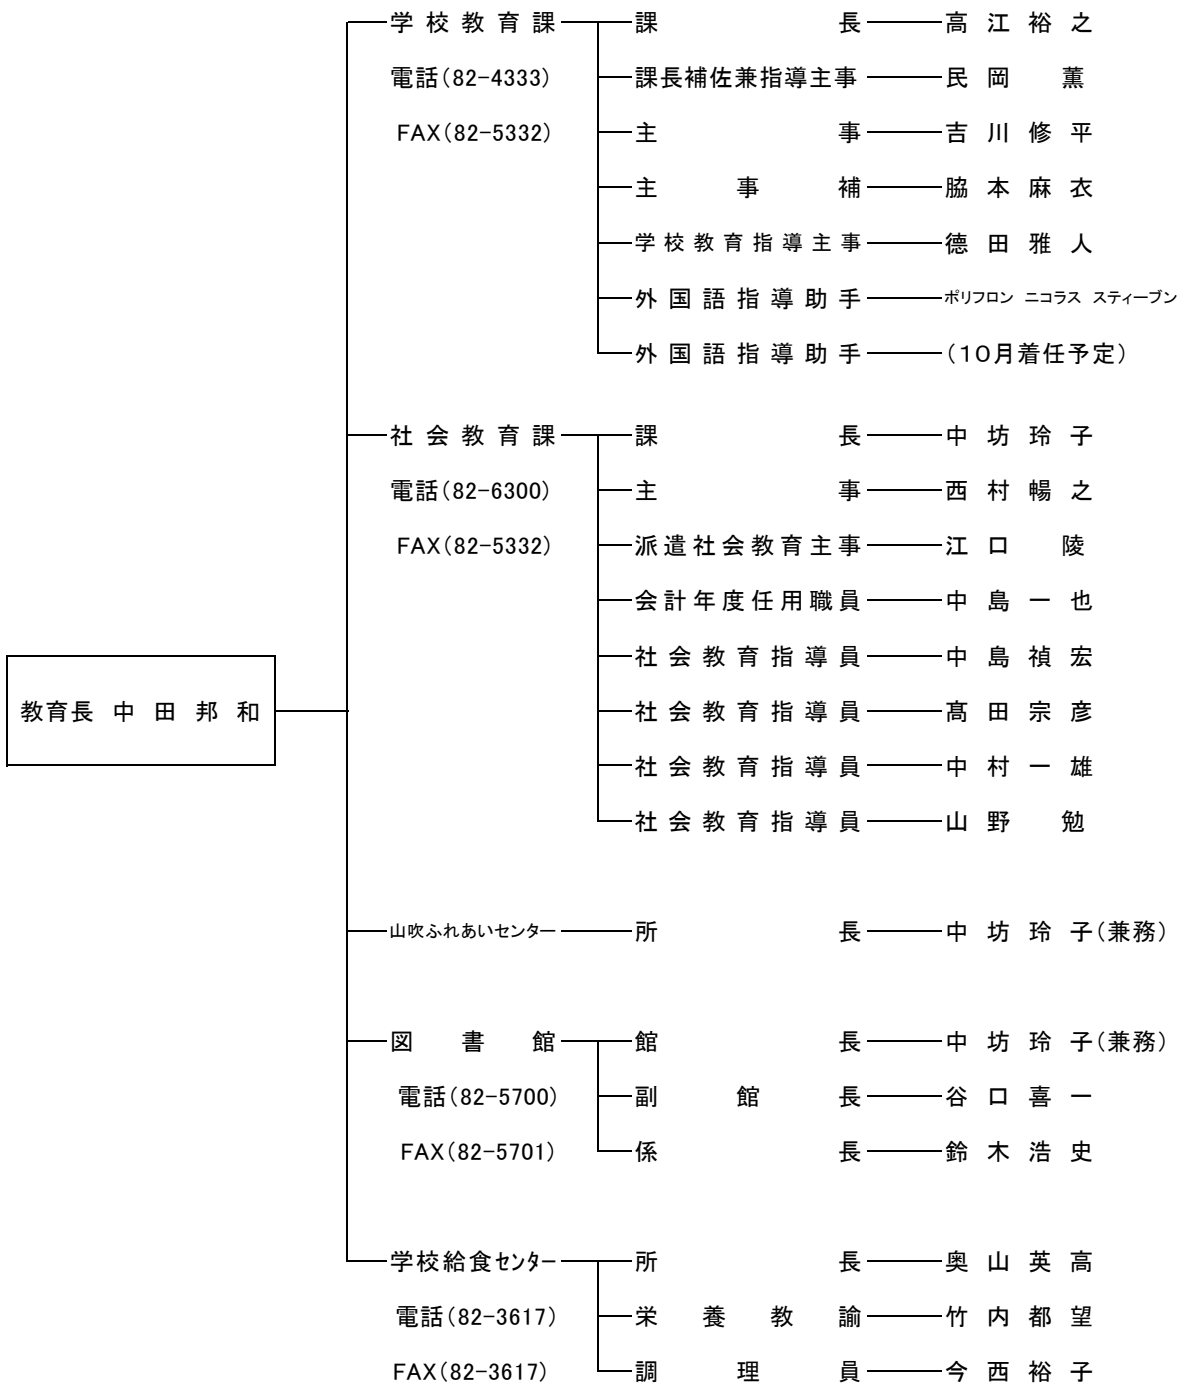 学校教育課 課長 高江裕之
電話(82-4333) 課長補佐兼指導主事 民岡 薫
FAX(82-5332) 主事 吉川修平
主事補 脇本麻衣
学校教育指導主事 德田雅人
外国語指導助手 ポリフロン ニコラス スティーブン
外国語指導助手 (10月着任予定)
社会教育課 課長 中坊玲子
電話(82-6300) 主事 西村暢之
FAX(82-5332) 派遣社会教育主事 江口 陵
会計年度任用職員 中島一也
社会教育指導員 中島禎宏
教育長 中田邦和 社会教育指導員 髙田宗彦
社会教育指導員 中村一雄
社会教育指導員 山野 勉
山吹ふれあいセンター 所長 中坊玲子(兼務)
図書館 館長 中坊玲子(兼務)
電話(82-5700) 副館長 谷口喜一
FAX(82-5701) 係長 鈴木浩史
学校給食センター 所長 奥山英高
電話(82-3617) 栄養教諭 竹内都望
FAX(82-3617) 調理員 今西裕子